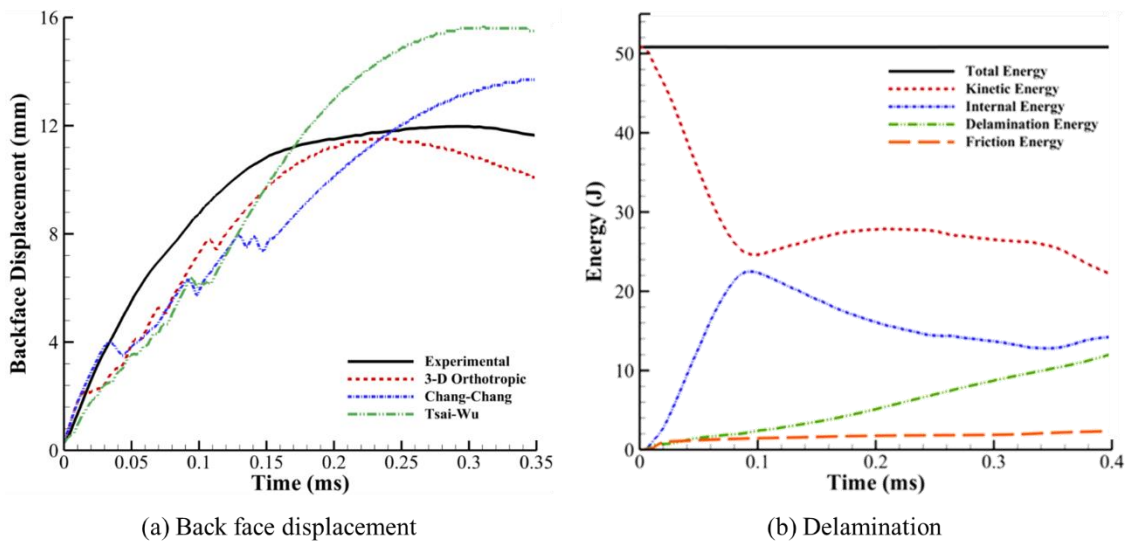 Backface Displacement (mm)
16
12
8
4
0
Experimental
3-D Orthotropic
Chang-Chang
Tsai-Wu
0 0.05 0.1 0.15 0.2 0.25 0.3 0.35
Time (ms)
(a) Back face displacement
Energy (J)
50
40
30
20
10
0
Total Energy
Kinetic Energy
Internal Energy
Delamination Energy
Friction Energy
0 0.1 0.2 0.3 0.4
Time (ms)
(b) Delamination